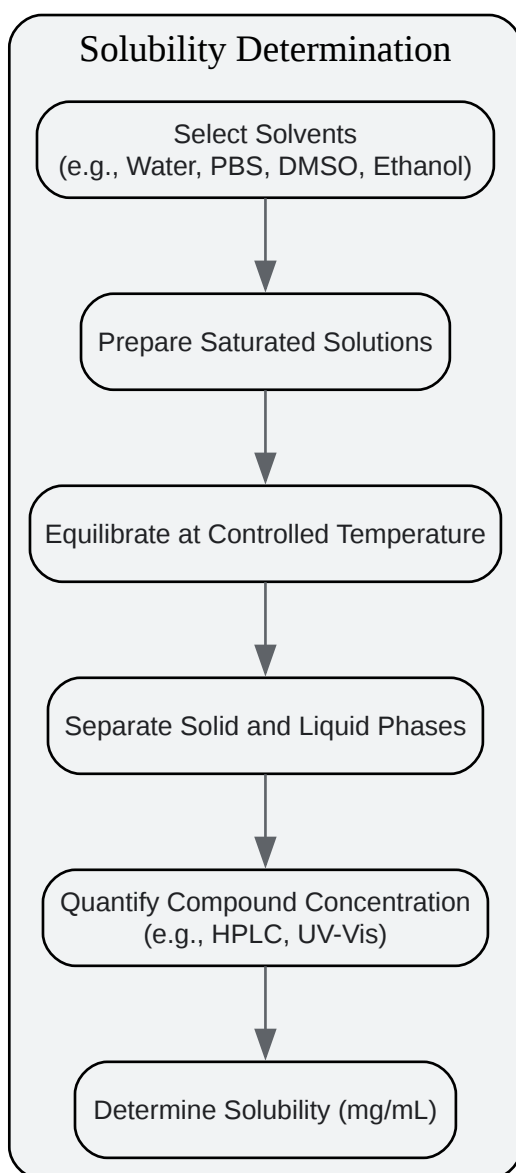 Solubility Determination
Select Solvents
(e.g., Water, PBS, DMSO, Ethanol)
Prepare Saturated Solutions
Equilibrate at Controlled Temperature
Separate Solid and Liquid Phases
Quantify Compound Concentration
(e.g., HPLC, UV-Vis)
Determine Solubility (mg/mL)